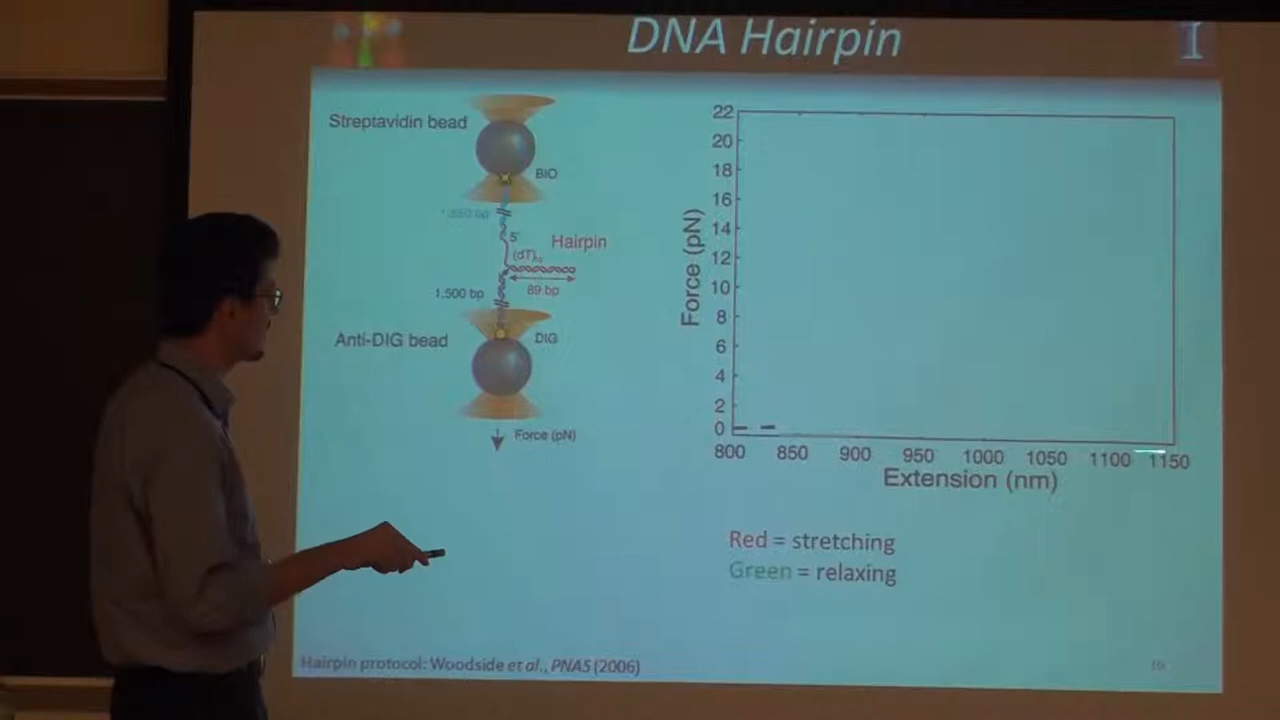 DNA Hairpin
I
Streptavidin bead
BIO
5'
Hairpin
1,500 bp
89 bp
Anti-DIG bead
DIG
Force (pN)
22
20
18
16
14
12
10
8
6
4
2
0
Force (pN)
800 850 900 950 1000 1050 1100 1150
Extension (nm)
Red = stretching
Green = relaxing
Hairpin protocol: Woodside et al., PNAS (2006)
16